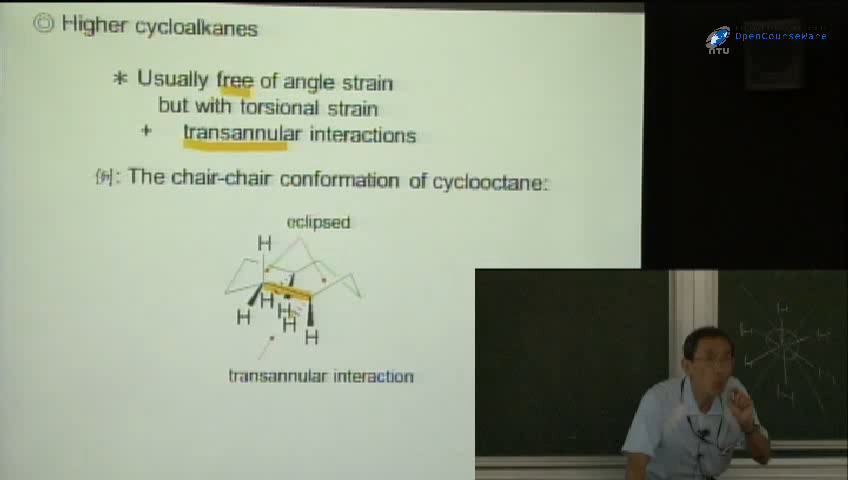 ◎ Higher cycloalkanes
* Usually free of angle strain
but with torsional strain
+ transannular interactions
例: The chair-chair conformation of cyclooctane:
eclipsed
H
H
H
H
H
H
transannular interaction
NTU
OpenCourseWare
H
H
H
H
H
H